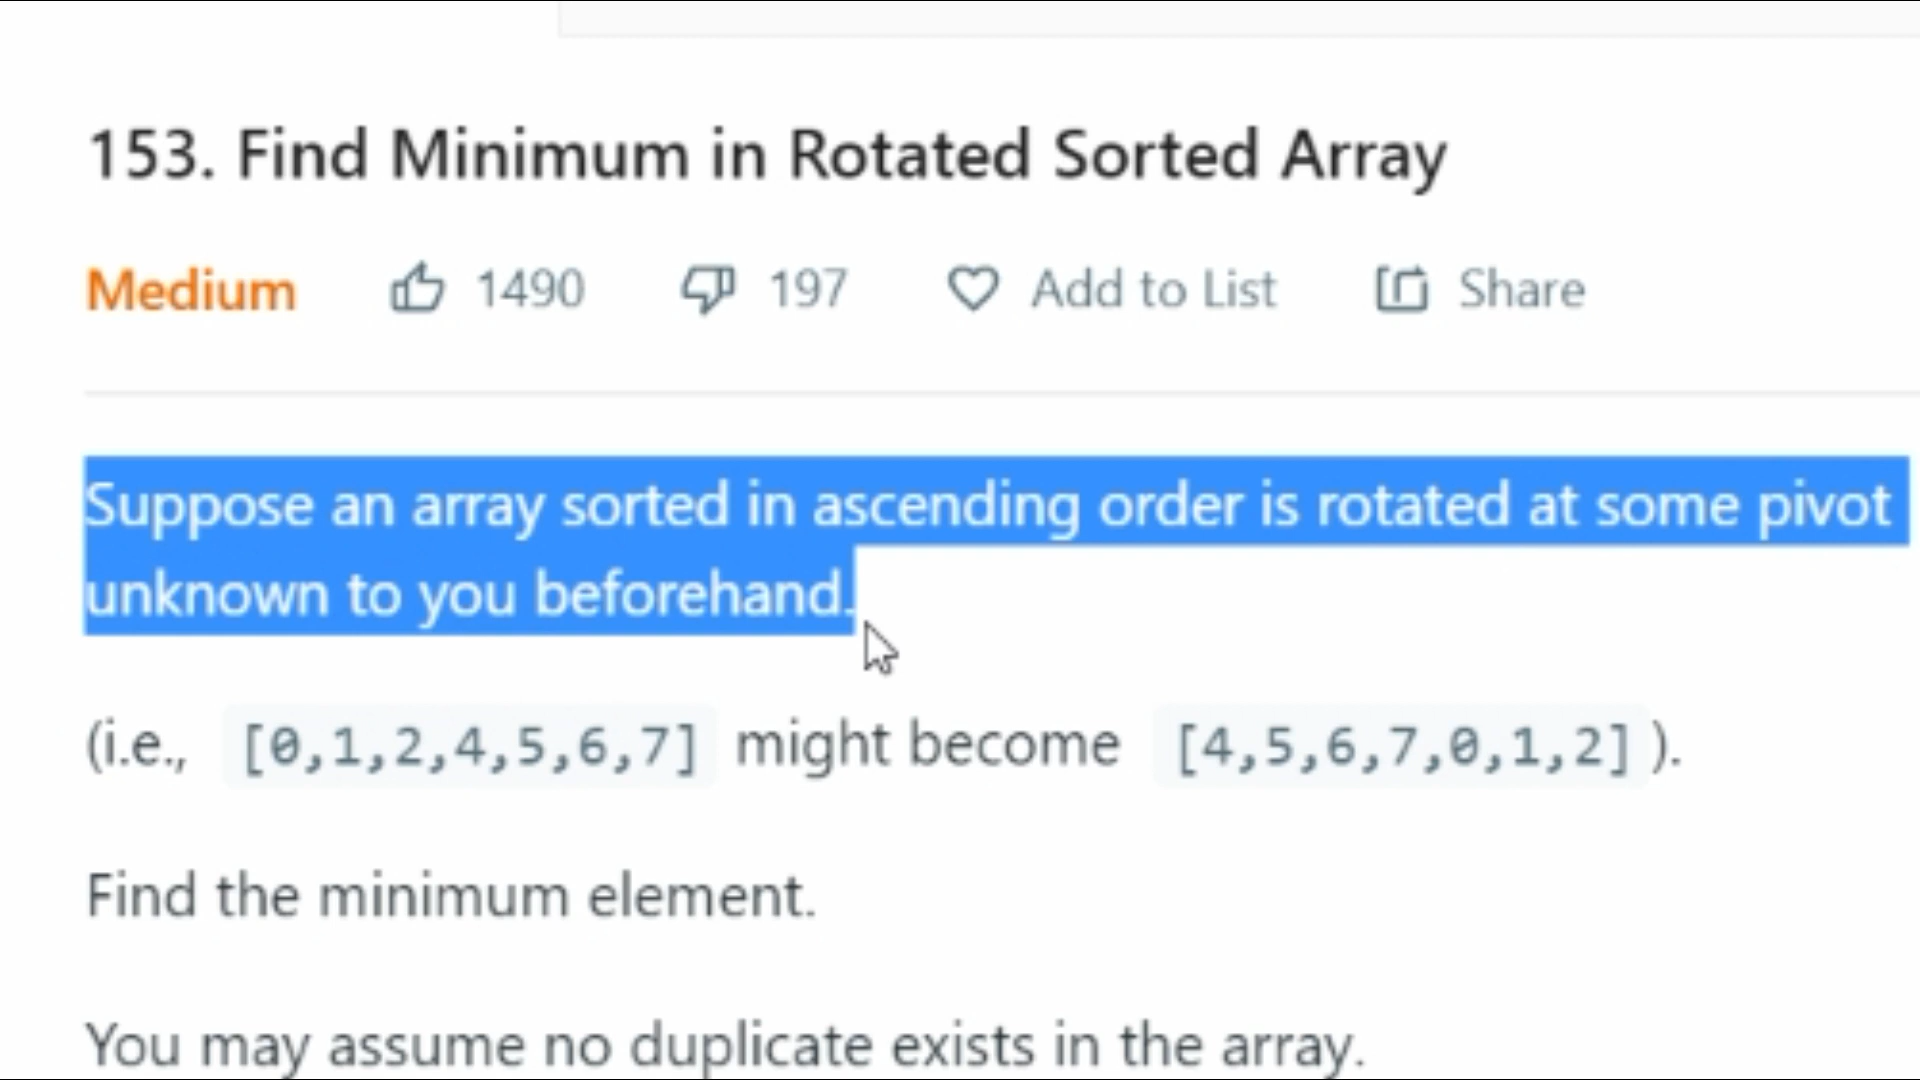 153. Find Minimum in Rotated Sorted Array
Medium 1490 197 Add to List Share
Suppose an array sorted in ascending order is rotated at some pivot
unknown to you beforehand.
(i.e., [0,1,2,4,5,6,7] might become [4,5,6,7,0,1,2]).
Find the minimum element.
You may assume no duplicate exists in the array.